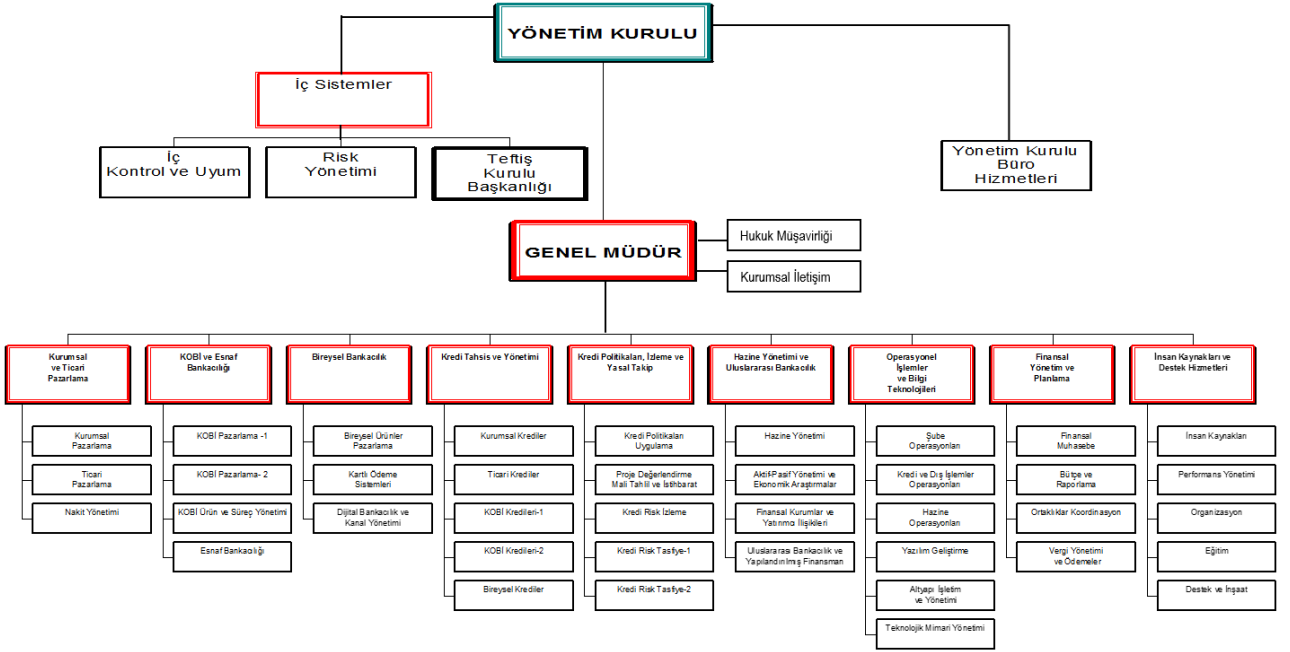 YÖNETİM KURULU
İç Sistemler
İç
Kontrol ve Uyum
Risk
Yönetimi
Teftiş
Kurulu
Başkanlığı
Yönetim Kurulu
Büro
Hizmetleri
GENEL MÜDÜR
Hukuk Müşavirliği
Kurumsal İletişim
Kurumsal
ve Ticari
Pazarlama
KOBİ ve Esnaf
Bankacılığı
Bireysel Bankacılık
Kredi Tahsis ve Yönetimi
Kredi Politikaları, İzleme ve
Yasal Takip
Hazine Yönetimi ve
Uluslararası Bankacılık
Operasyonel
İşlemler
ve Bilgi
Teknolojileri
Finansal
Yönetim ve
Planlama
İnsan Kaynakları ve
Destek Hizmetleri
Kurumsal
Pazarlama
Ticari
Pazarlama
Nakit Yönetimi
KOBİ Pazarlama -1
KOBİ Pazarlama- 2
KOBİ Ürün ve Süreç Yönetimi
Esnaf Bankacılığı
Bireysel Ürünler
Pazarlama
Kartlı Ödeme
Sistemleri
Dijital Bankacılık ve
Kanal Yönetimi
Kurumsal Krediler
Ticari Krediler
KOBİ Kredileri-1
KOBİ Kredileri-2
Bireysel Krediler
Kredi Politikaları
Uygulama
Proje Değerlendirme
Mali Tahlil ve İstihbarat
Kredi Risk İzleme
Kredi Risk Tasfiye-1
Kredi Risk Tasfiye-2
Hazine Yönetimi
Aktif-Pasif Yönetimi ve
Ekonomik Araştırmalar
Finansal Kurumlar ve
Yatırımcı İlişkileri
Uluslararası Bankacılık ve
Yapılandırılmış Finansman
Şube
Operasyonları
Kredi ve Dış İşlemler
Operasyonları
Hazine
Operasyonları
Yazılım Geliştirme
Altyapı İşletim
ve Yönetimi
Teknolojik Mimari Yönetimi
Finansal
Muhasebe
Bütçe ve
Raporlama
Ortaklıklar Koordinasyon
Vergi Yönetimi
ve Ödemeler
İnsan Kaynakları
Performans Yönetimi
Organizasyon
Eğitim
Destek ve İnşaat